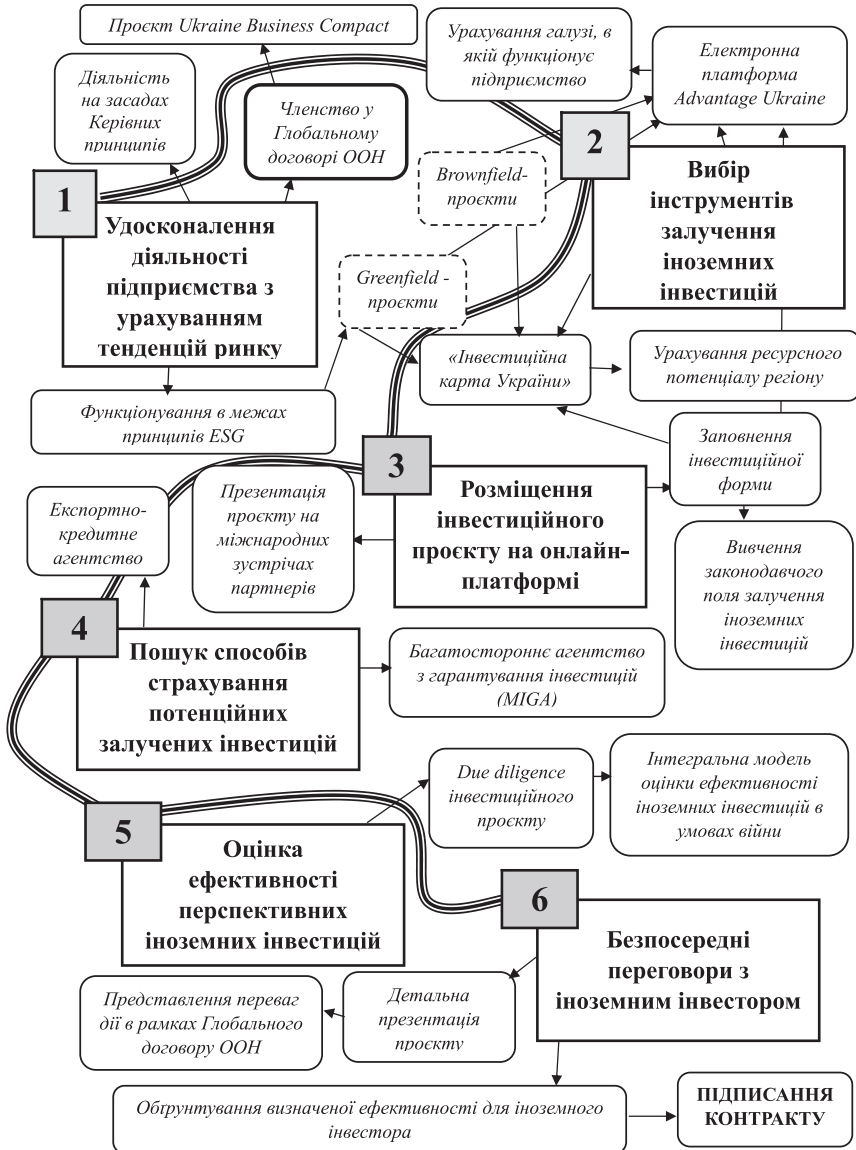 Проєкт Ukraine Business Compact
Діяльність
на засадах
Керівних
принципів
Членство у
Глобальному
договорі ООН
Урахування галузі, в
якій функціонує
підприємство
Електронна
платформа
Advantage Ukraine
1
Удосконалення
діяльності
підприємства з
урахуванням
тенденцій ринку
2
Вибір
інструментів
залучення
іноземних
інвестицій
Brownfield-
проєкти
Greenfield -
проєкти
«Інвестиційна
карта України»
Урахування ресурсного
потенціалу регіону
Функціонування в межах
принципів ESG
3
Розміщення
інвестиційного
проєкту на онлайн-
платформі
Заповнення
інвестиційної
форми
Презентація
проєкту на
міжнародних
зустрічах
партнерів
Вивчення
законодавчого
поля залучення
іноземних
інвестицій
Експортно-
кредитне
агентство
4
Пошук способів
страхування
потенційних
залучених інвестицій
Багатостороннє агентство
з гарантування інвестицій
(MIGA)
5
Оцінка
ефективності
перспективних
іноземних інвестицій
Due diligence
інвестиційного
проєкту
Інтегральна модель
оцінки ефективності
іноземних інвестицій в
умовах війни
6
Безпосередні
переговори з
іноземним інвестором
Детальна
презентація
проєкту
Представлення переваг
дії в рамках Глобального
договору ООН
Обґрунтування визначеної ефективності для іноземного
інвестора
ПІДПИСАННЯ
КОНТРАКТУ